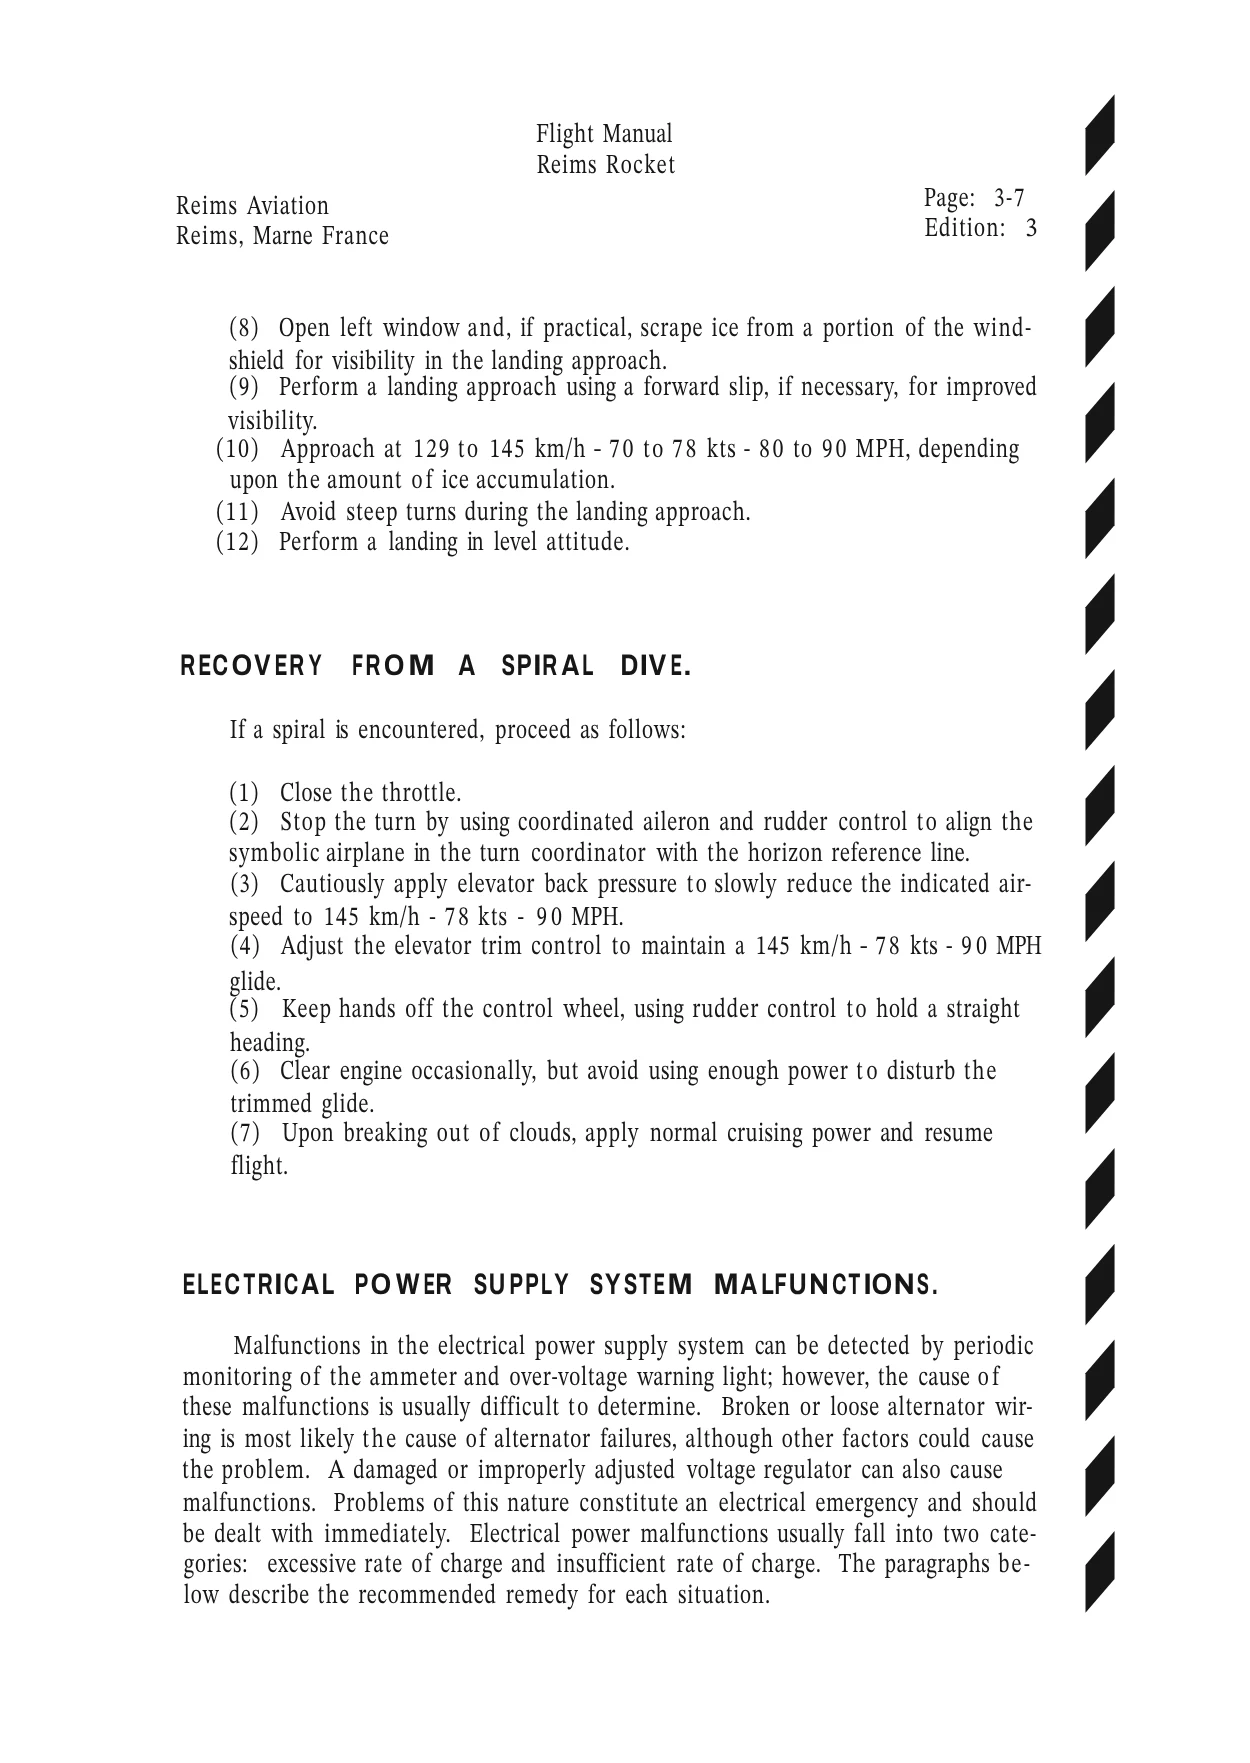 Flight Manual
Reims Rocket
Reims Aviation
Reims, Marne France
Page: 3-7
Edition: 3
(8) Open left window and, if practical, scrape ice from a portion of the wind-
shield for visibility in the landing approach.
(9) Perform a landing approach using a forward slip, if necessary, for improved
visibility.
(10) Approach at 129 to 145 km/h - 70 to 78 kts - 80 to 90 MPH, depending
upon the amount of ice accumulation.
(11) Avoid steep turns during the landing approach.
(12) Perform a landing in level attitude.
RECOVERY FROM A SPIRAL DIVE.
If a spiral is encountered, proceed as follows:
(1) Close the throttle.
(2) Stop the turn by using coordinated aileron and rudder control to align the
symbolic airplane in the turn coordinator with the horizon reference line.
(3) Cautiously apply elevator back pressure to slowly reduce the indicated air-
speed to 145 km/h - 78 kts - 90 MPH.
(4) Adjust the elevator trim control to maintain a 145 km/h - 78 kts - 90 MPH
glide.
(5) Keep hands off the control wheel, using rudder control to hold a straight
heading.
(6) Clear engine occasionally, but avoid using enough power to disturb the
trimmed glide.
(7) Upon breaking out of clouds, apply normal cruising power and resume
flight.
ELECTRICAL POWER SUPPLY SYSTEM MALFUNCTIONS.
Malfunctions in the electrical power supply system can be detected by periodic
monitoring of the ammeter and over-voltage warning light; however, the cause of
these malfunctions is usually difficult to determine. Broken or loose alternator wir-
ing is most likely the cause of alternator failures, although other factors could cause
the problem. A damaged or improperly adjusted voltage regulator can also cause
malfunctions. Problems of this nature constitute an electrical emergency and should
be dealt with immediately. Electrical power malfunctions usually fall into two cate-
gories: excessive rate of charge and insufficient rate of charge. The paragraphs be-
low describe the recommended remedy for each situation.